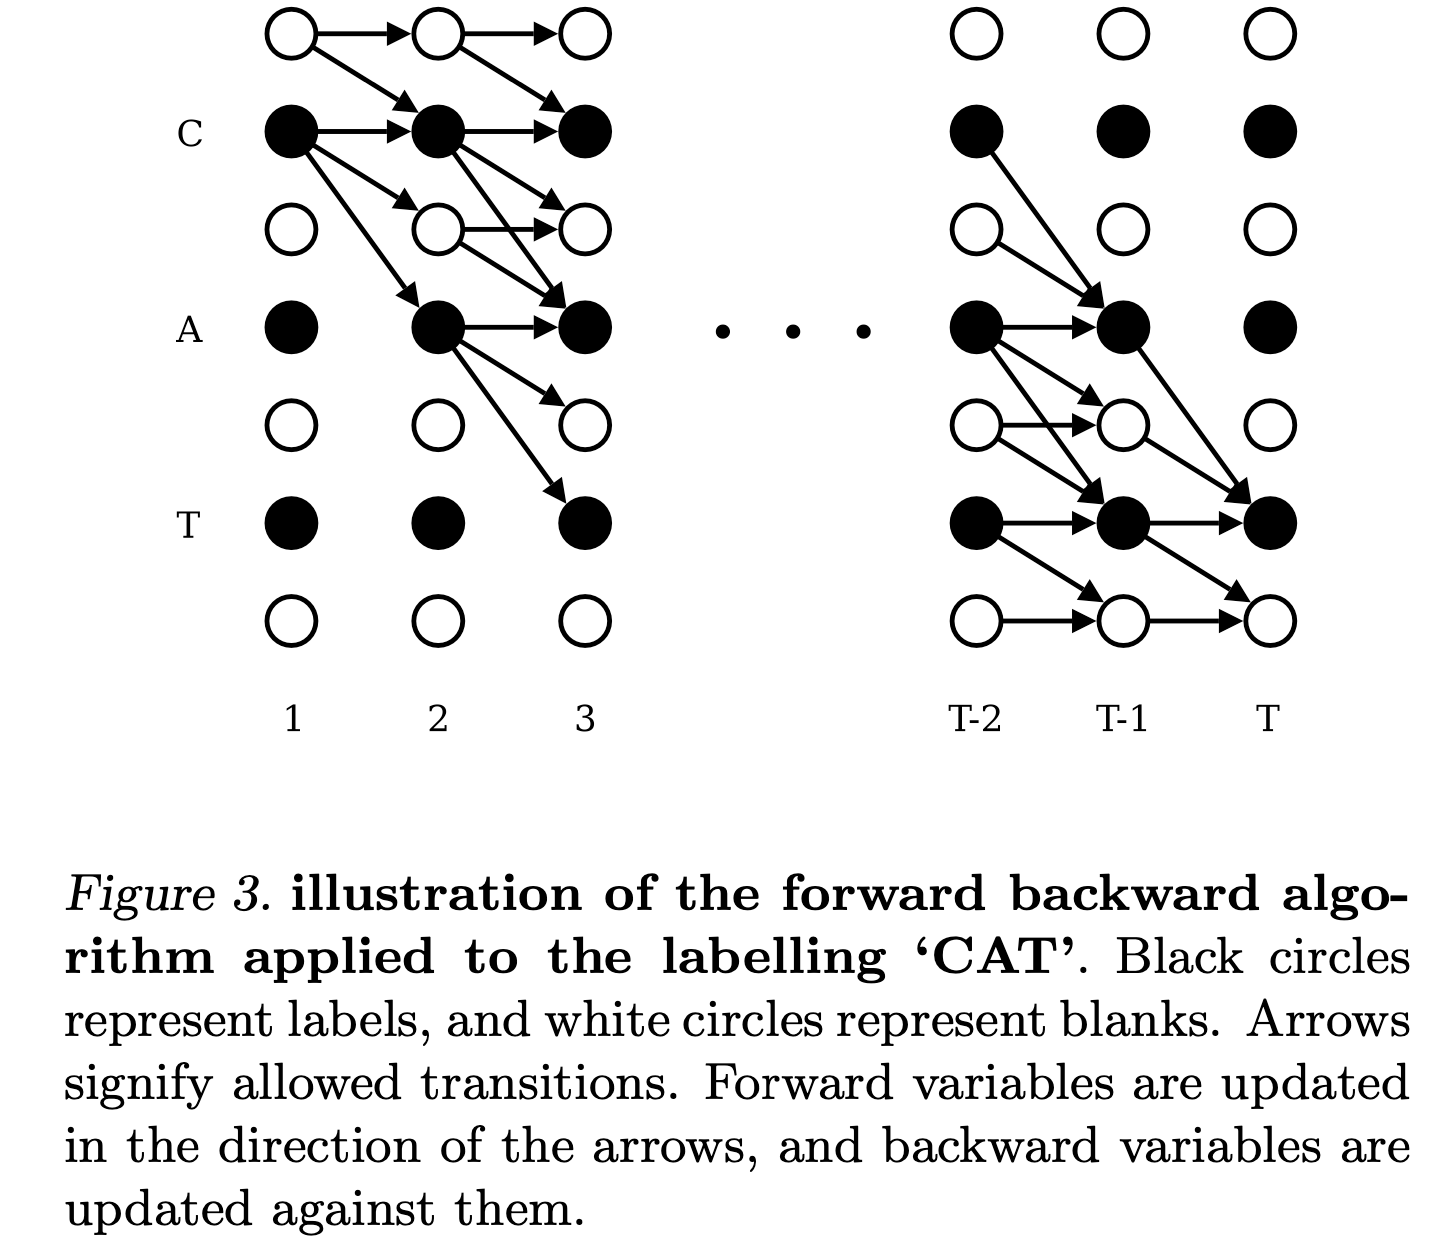 C
A
T
1 2 3 T-2 T-1 T
Figure 3. illustration of the forward backward algo-
rithm applied to the labelling ‘CAT’. Black circles
represent labels, and white circles represent blanks. Arrows
signify allowed transitions. Forward variables are updated
in the direction of the arrows, and backward variables are
updated against them.